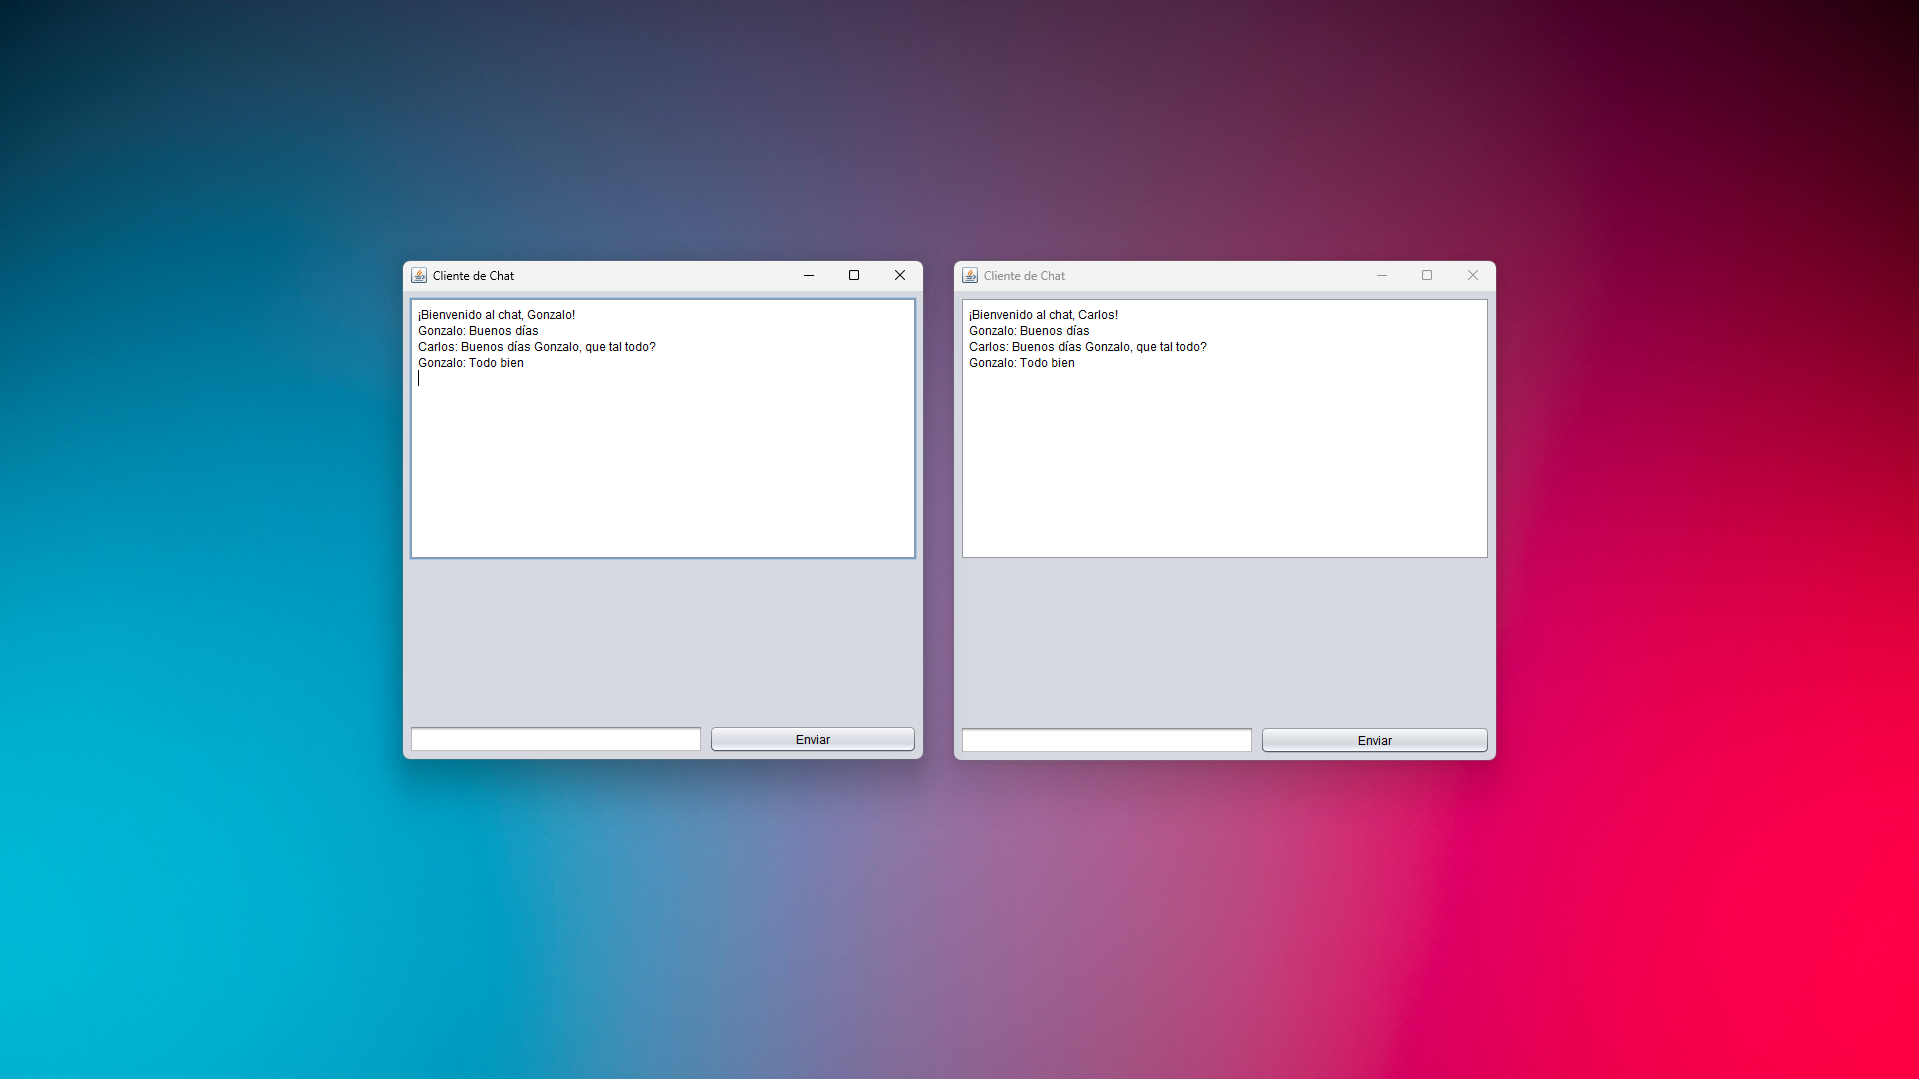 Cliente de Chat
¡Bienvenido al chat, Gonzalo!
Gonzalo: Buenos días
Carlos: Buenos días Gonzalo, que tal todo?
Gonzalo: Todo bien
Enviar
Cliente de Chat
¡Bienvenido al chat, Carlos!
Gonzalo: Buenos días
Carlos: Buenos días Gonzalo, que tal todo?
Gonzalo: Todo bien
Enviar